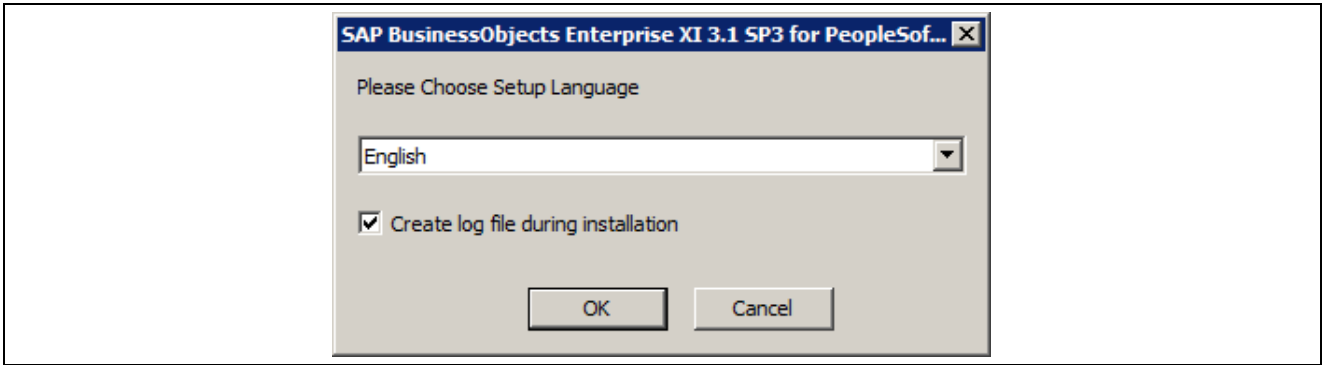 SAP BusinessObjects Enterprise XI 3.1 SP3 for PeopleSof...
Please Choose Setup Language
English
Create log file during installation
OK Cancel